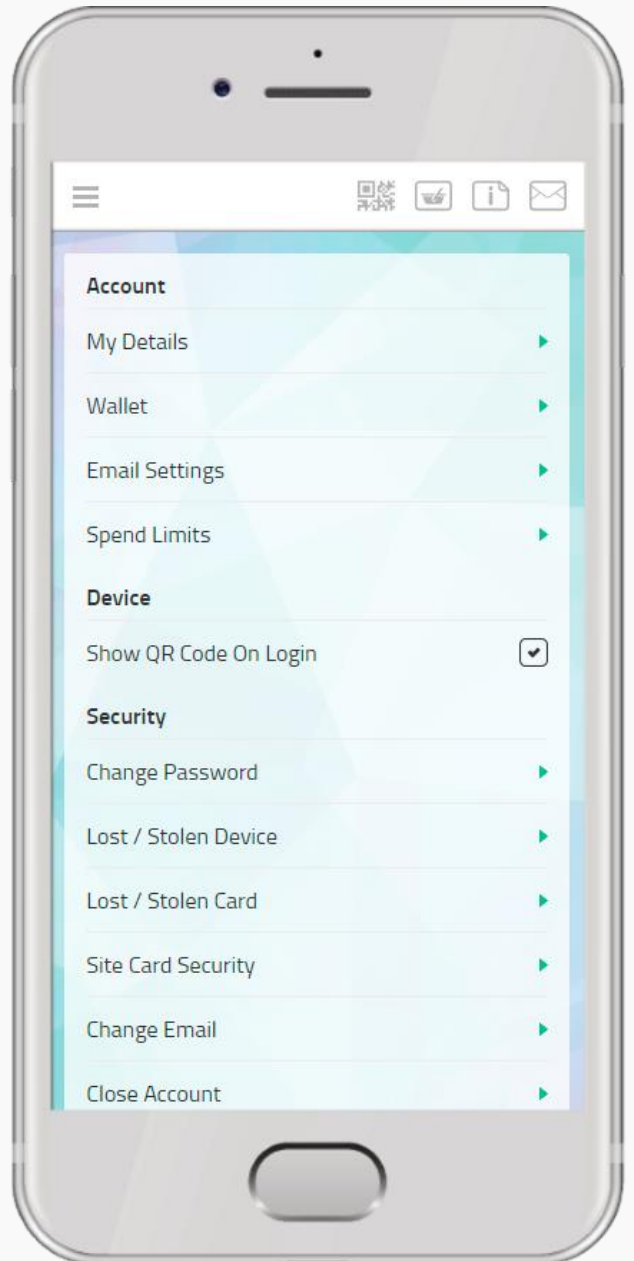 Account
My Details
Wallet
Email Settings
Spend Limits
Device
Show QR Code On Login
Security
Change Password
Lost / Stolen Device
Lost / Stolen Card
Site Card Security
Change Email
Close Account